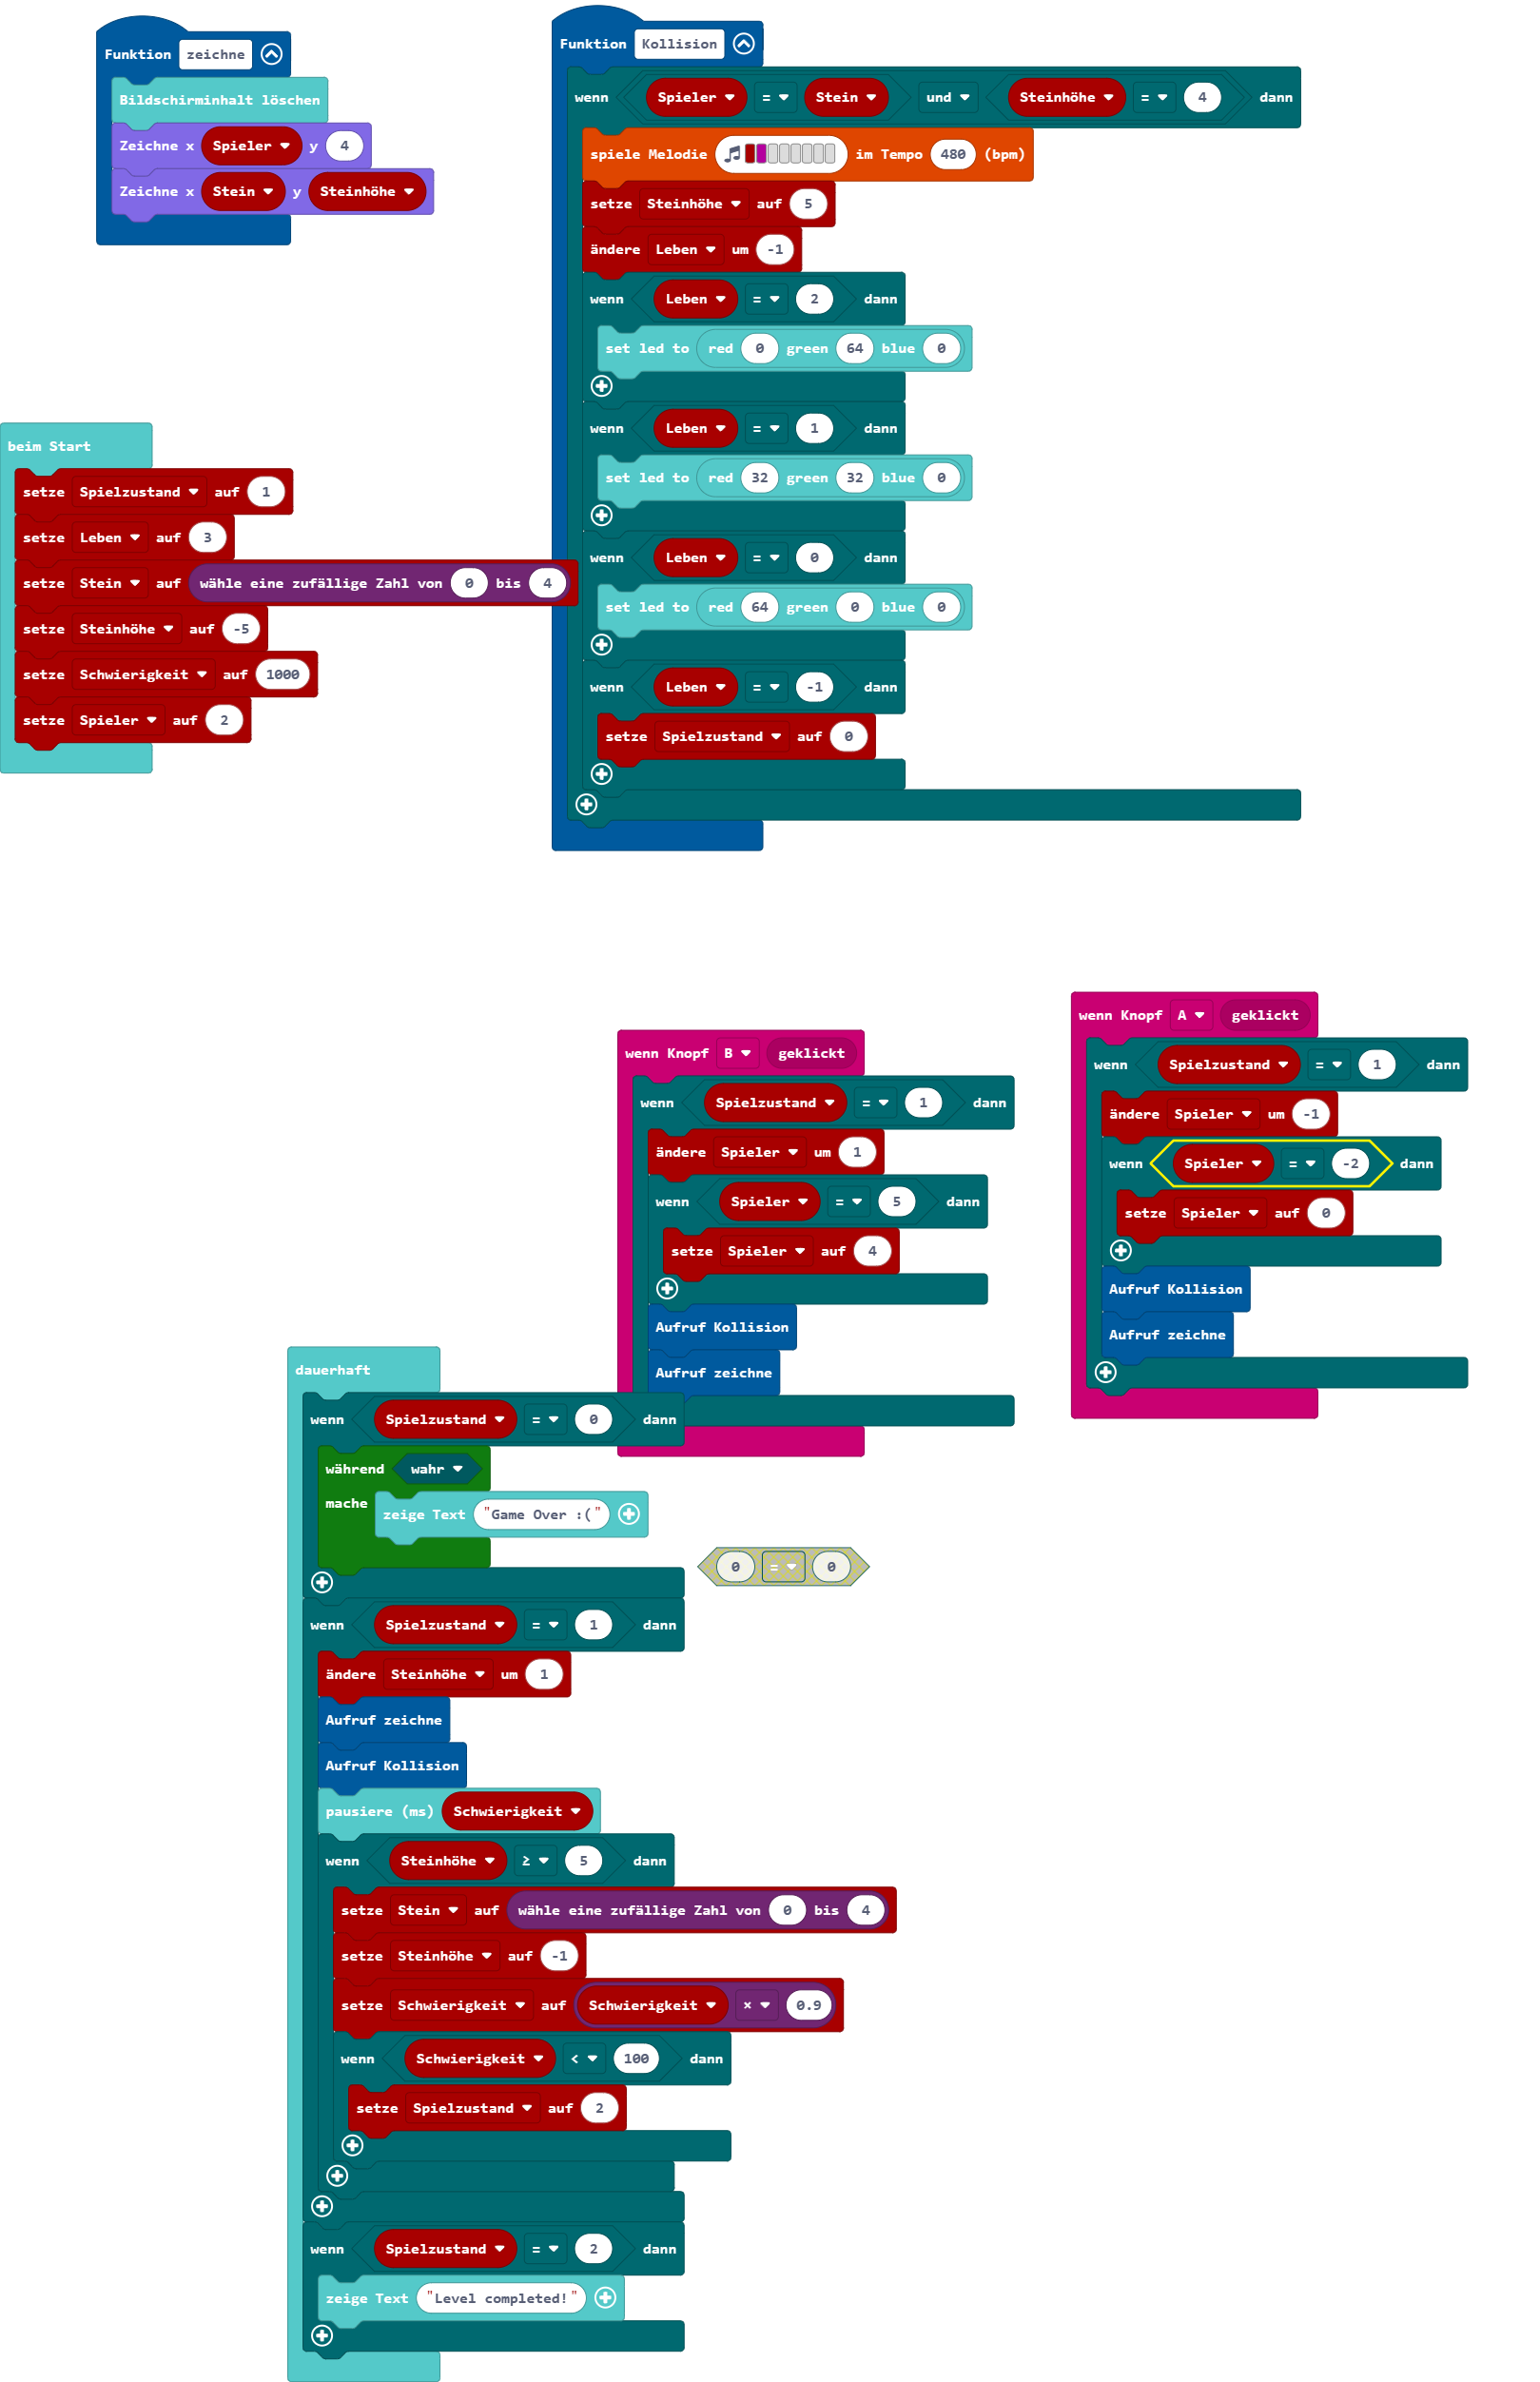 Funktion zeichne
Bildschirminhalt löschen
Zeichne x Spieler y 4
Zeichne x Stein y Steinhöhe
Funktion Kollision
wenn Spieler = Stein und Steinhöhe = 4 dann
spiele Melodie im Tempo 480 (bpm)
setze Steinhöhe auf 5
ändere Leben um -1
wenn Leben = 2 dann
set led to red 0 green 64 blue 0
wenn Leben = 1 dann
set led to red 32 green 32 blue 0
wenn Leben = 0 dann
set led to red 64 green 0 blue 0
wenn Leben = -1 dann
setze Spielzustand auf 0
beim Start
setze Spielzustand auf 1
setze Leben auf 3
setze Stein auf wähle eine zufällige Zahl von 0 bis 4
setze Steinhöhe auf -5
setze Schwierigkeit auf 1000
setze Spieler auf 2
wenn Knopf B geklickt
wenn Spielzustand = 1 dann
ändere Spieler um 1
wenn Spieler = 5 dann
setze Spieler auf 4
Aufruf Kollision
Aufruf zeichne
wenn Knopf A geklickt
wenn Spielzustand = 1 dann
ändere Spieler um -1
wenn Spieler = -2 dann
setze Spieler auf 0
Aufruf Kollision
Aufruf zeichne
dauerhaft
wenn Spielzustand = 0 dann
während wahr
mache zeige Text "Game Over :("
0 = 0
wenn Spielzustand = 1 dann
ändere Steinhöhe um 1
Aufruf zeichne
Aufruf Kollision
pausiere (ms) Schwierigkeit
wenn Steinhöhe ≥ 5 dann
setze Stein auf wähle eine zufällige Zahl von 0 bis 4
setze Steinhöhe auf -1
setze Schwierigkeit auf Schwierigkeit × 0.9
wenn Schwierigkeit < 100 dann
setze Spielzustand auf 2
wenn Spielzustand = 2 dann
zeige Text "Level completed!"